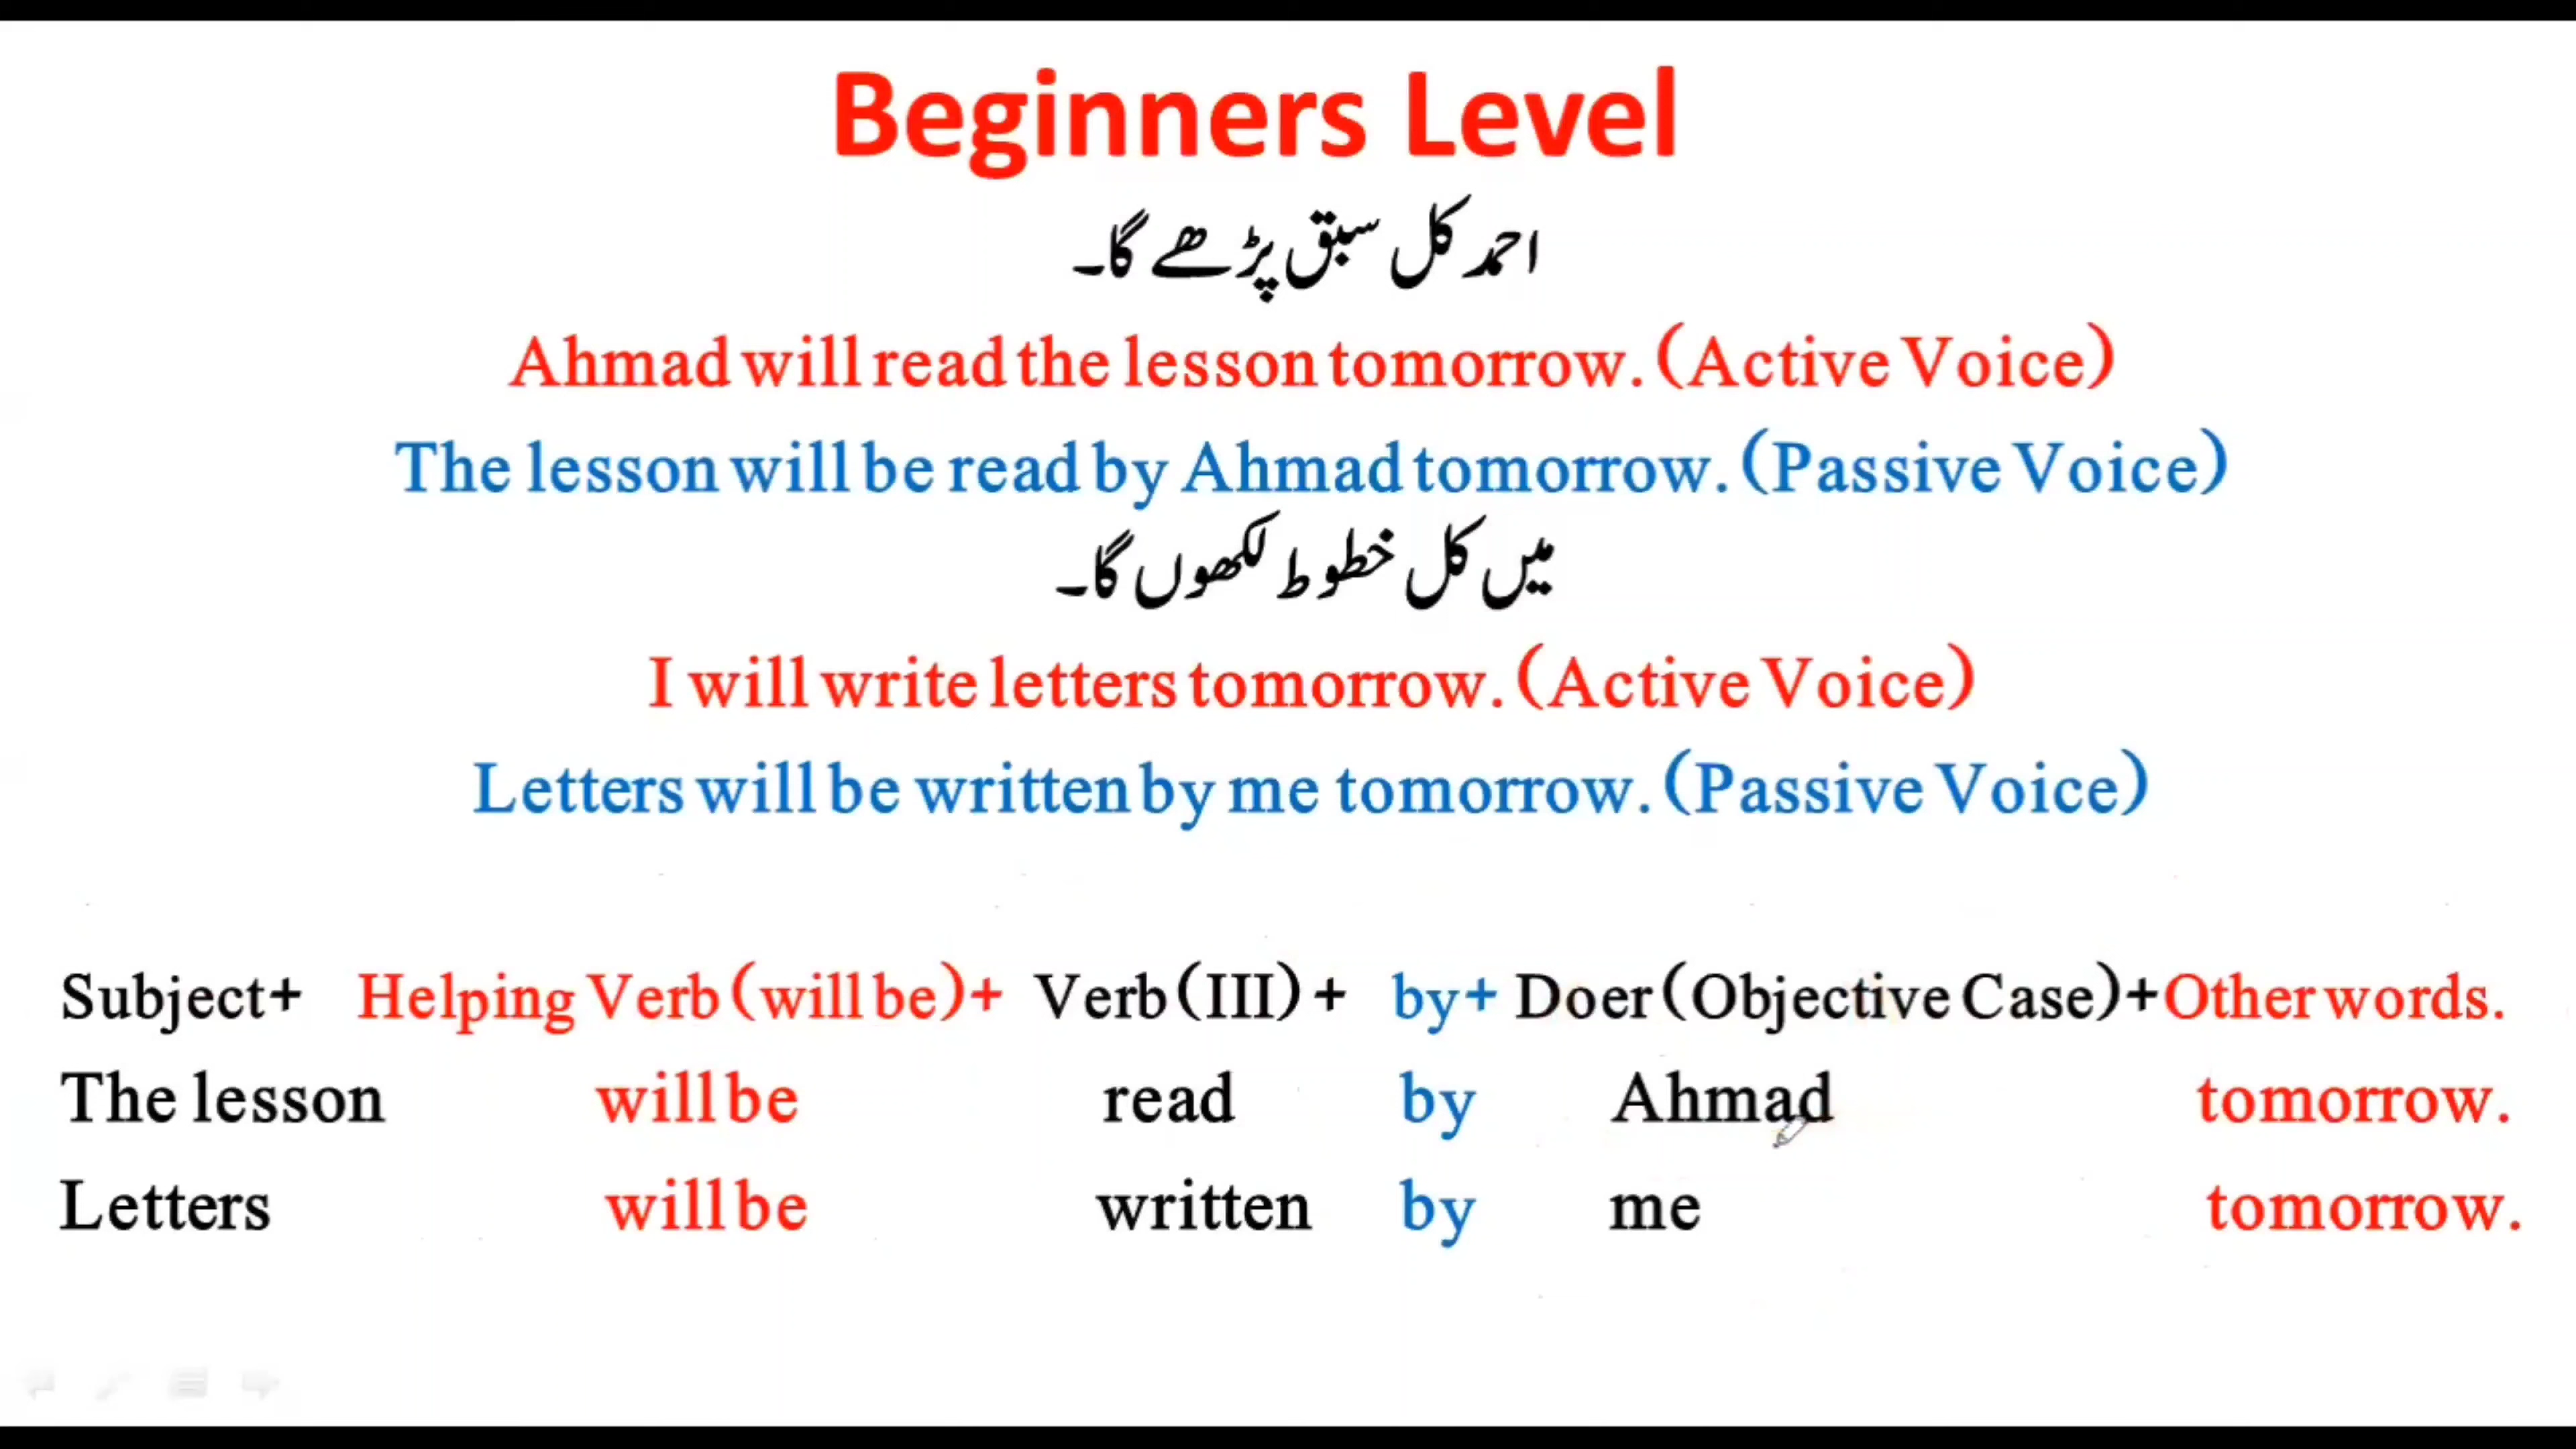 Beginners Level
احمد کل سبق پڑھے گا۔
Ahmad will read the lesson tomorrow. (Active Voice)
The lesson will be read by Ahmad tomorrow. (Passive Voice)
میں کل خطوط لکھوں گا۔
I will write letters tomorrow. (Active Voice)
Letters will be written by me tomorrow. (Passive Voice)
Subject+ Helping Verb (will be)+ Verb (III) + by+ Doer (Objective Case)+Other words.
The lesson will be read by Ahmad tomorrow.
Letters will be written by me tomorrow.